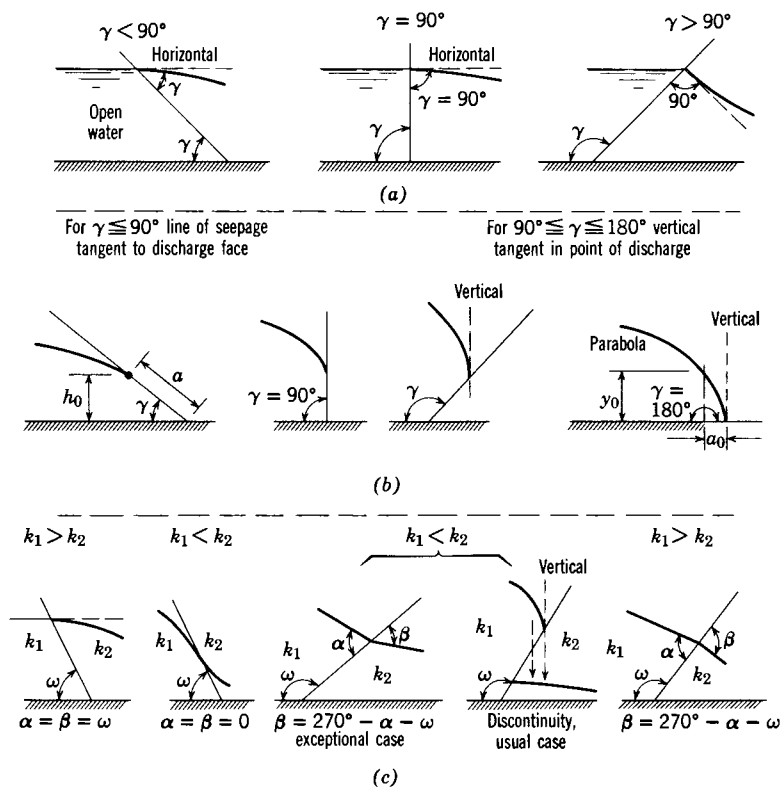 γ < 90° γ = 90° γ > 90°
Horizontal Horizontal
γ γ = 90° 90°
Open
water
γ γ γ
(a)
For γ ≦ 90° line of seepage
tangent to discharge face
For 90° ≦ γ ≦ 180° vertical
tangent in point of discharge
Vertical Vertical
Parabola
h₀ a γ
γ = 90°
γ
y₀ γ =
180°
a₀
(b)
k₁ > k₂ k₁ < k₂ k₁ < k₂ k₁ > k₂
Vertical
k₁ k₂ k₁ k₂ k₁ α β k₂ k₁ k₂ k₁ α β k₂
ω ω ω ω ω
α = β = ω α = β = 0
β = 270° − α − ω
exceptional case
Discontinuity,
usual case
β = 270° − α − ω
(c)